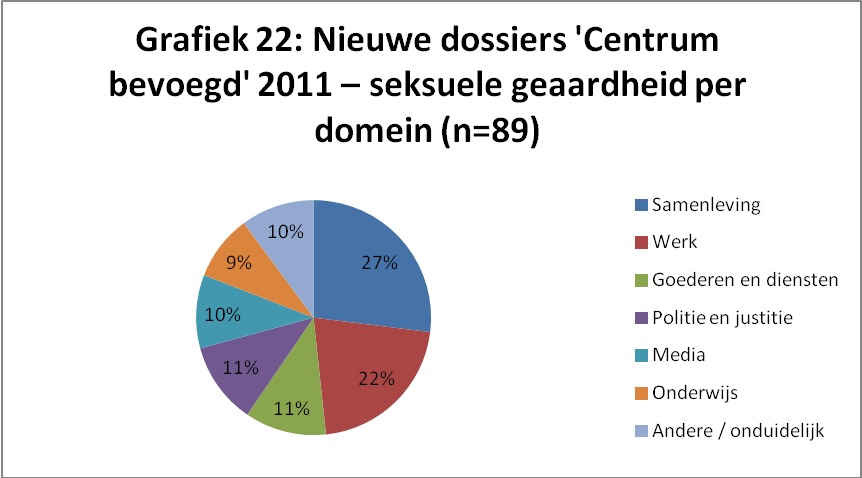 Grafiek 22: Nieuwe dossiers 'Centrum
bevoegd' 2011 – seksuele geaardheid per
domein (n=89)
27%
22%
11%
11%
10%
9%
10%
Samenleving
Werk
Goederen en diensten
Politie en justitie
Media
Onderwijs
Andere / onduidelijk